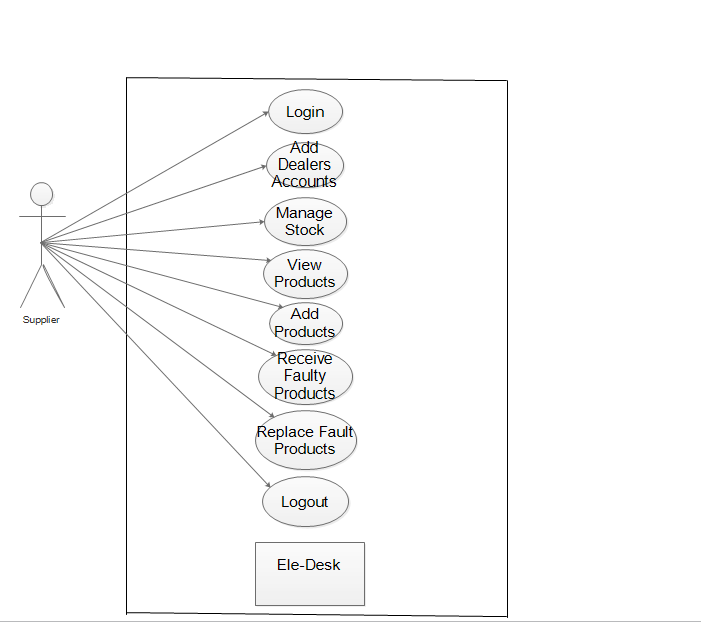 Login
Add
Dealers
Accounts
Manage
Stock
View
Products
Add
Products
Receive
Faulty
Products
Replace Fault
Products
Logout
Ele-Desk
Supplier